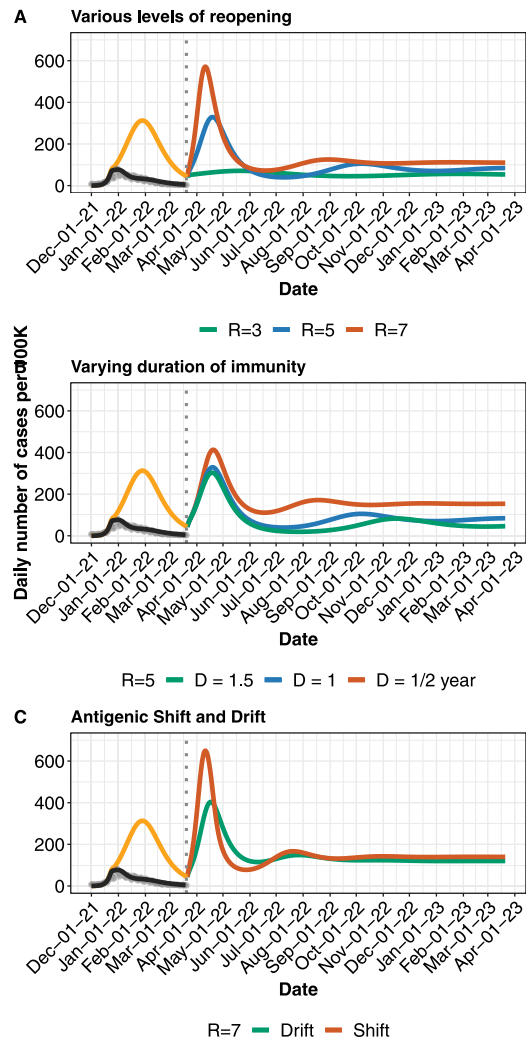 A
Various levels of reopening
600
400
200
0
Dec–01–21
Jan–01–22
Feb–01–22
Mar–01–22
Apr–01–22
May–01–22
Jun–01–22
Jul–01–22
Aug–01–22
Sep–01–22
Oct–01–22
Nov–01–22
Dec–01–22
Jan–01–23
Feb–01–23
Mar–01–23
Apr–01–23
Date
R=3 R=5 R=7
Daily number of cases per 100K
B
Varying duration of immunity
600
400
200
0
Dec–01–21
Jan–01–22
Feb–01–22
Mar–01–22
Apr–01–22
May–01–22
Jun–01–22
Jul–01–22
Aug–01–22
Sep–01–22
Oct–01–22
Nov–01–22
Dec–01–22
Jan–01–23
Feb–01–23
Mar–01–23
Apr–01–23
Date
R=5 D = 1.5 D = 1 D = 1/2 year
C
Antigenic Shift and Drift
600
400
200
0
Dec–01–21
Jan–01–22
Feb–01–22
Mar–01–22
Apr–01–22
May–01–22
Jun–01–22
Jul–01–22
Aug–01–22
Sep–01–22
Oct–01–22
Nov–01–22
Dec–01–22
Jan–01–23
Feb–01–23
Mar–01–23
Apr–01–23
Date
R=7 Drift Shift